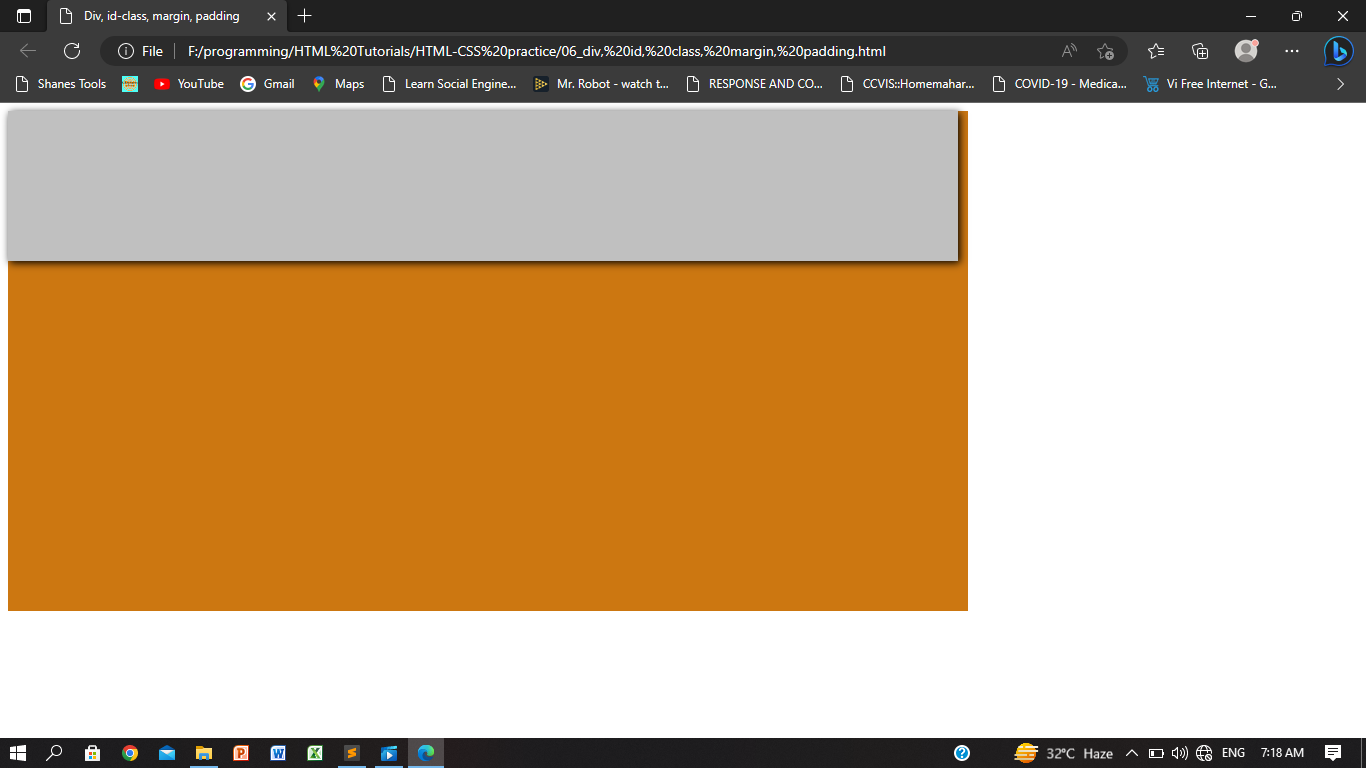 Div, id-class, margin, padding
File F:/programming/HTML%20Tutorials/HTML-CSS%20practice/06_div,%20id,%20class,%20margin,%20padding.html
Shanes Tools YouTube Gmail Maps Learn Social Engine... Mr. Robot - watch t... RESPONSE AND CO... CCVIS::Homemahar... COVID-19 - Medica... Vi Free Internet - G...
32°C Haze ENG 7:18 AM